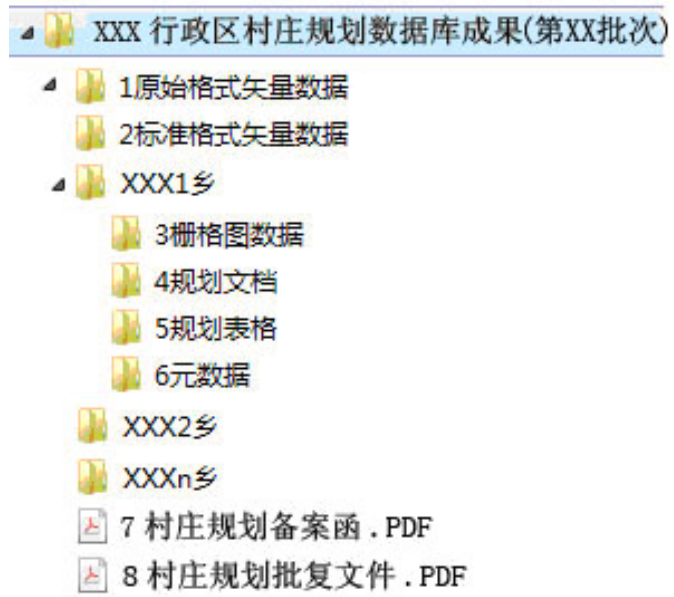 XXX 行政区村庄规划数据库成果(第XX批次)
1原始格式矢量数据
2标准格式矢量数据
XXX1乡
3栅格图数据
4规划文档
5规划表格
6元数据
XXX2乡
XXXn乡
7 村庄规划备案函.PDF
8 村庄规划批复文件.PDF